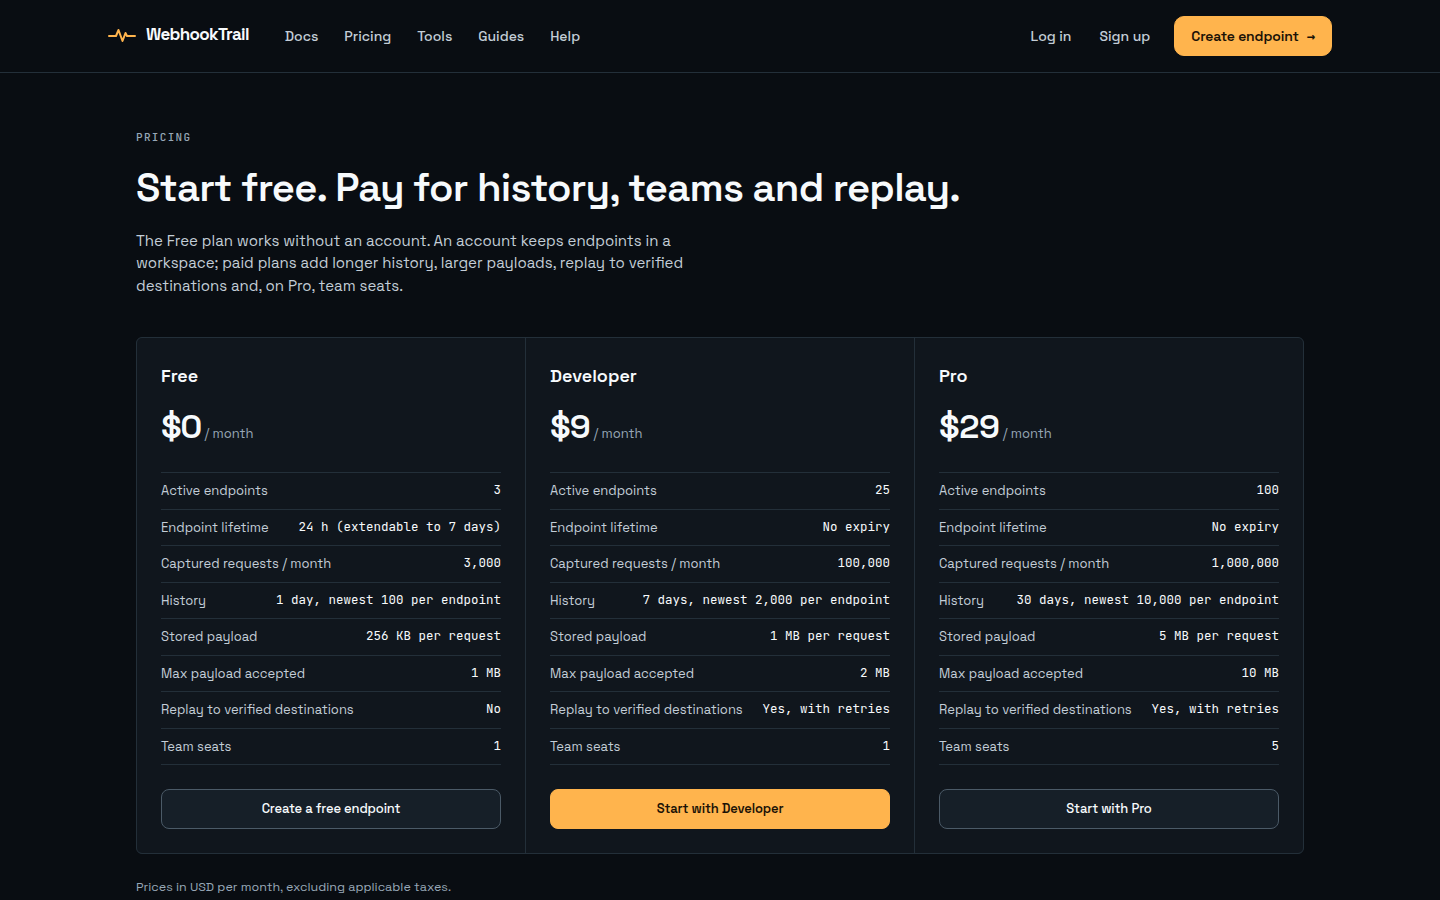 WebhookTrail Docs Pricing Tools Guides Help Log in Sign up Create endpoint →
PRICING
Start free. Pay for history, teams and replay.
The Free plan works without an account. An account keeps endpoints in a
workspace; paid plans add longer history, larger payloads, replay to verified
destinations and, on Pro, team seats.
Free
$0 / month
Active endpoints 3
Endpoint lifetime 24 h (extendable to 7 days)
Captured requests / month 3,000
History 1 day, newest 100 per endpoint
Stored payload 256 KB per request
Max payload accepted 1 MB
Replay to verified destinations No
Team seats 1
Create a free endpoint
Developer
$9 / month
Active endpoints 25
Endpoint lifetime No expiry
Captured requests / month 100,000
History 7 days, newest 2,000 per endpoint
Stored payload 1 MB per request
Max payload accepted 2 MB
Replay to verified destinations Yes, with retries
Team seats 1
Start with Developer
Pro
$29 / month
Active endpoints 100
Endpoint lifetime No expiry
Captured requests / month 1,000,000
History 30 days, newest 10,000 per endpoint
Stored payload 5 MB per request
Max payload accepted 10 MB
Replay to verified destinations Yes, with retries
Team seats 5
Start with Pro
Prices in USD per month, excluding applicable taxes.